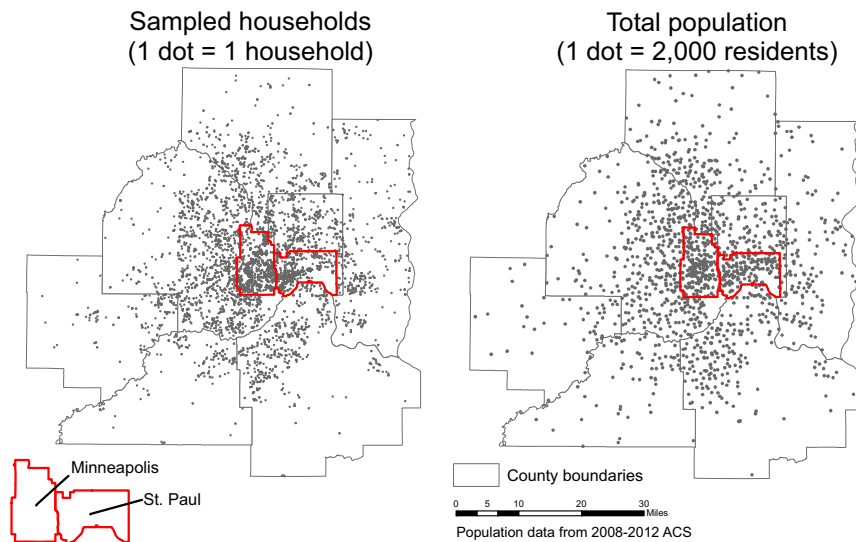 Sampled households
(1 dot = 1 household)
Total population
(1 dot = 2,000 residents)
Minneapolis
St. Paul
County boundaries
0 5 10 20 30
Miles
Population data from 2008-2012 ACS